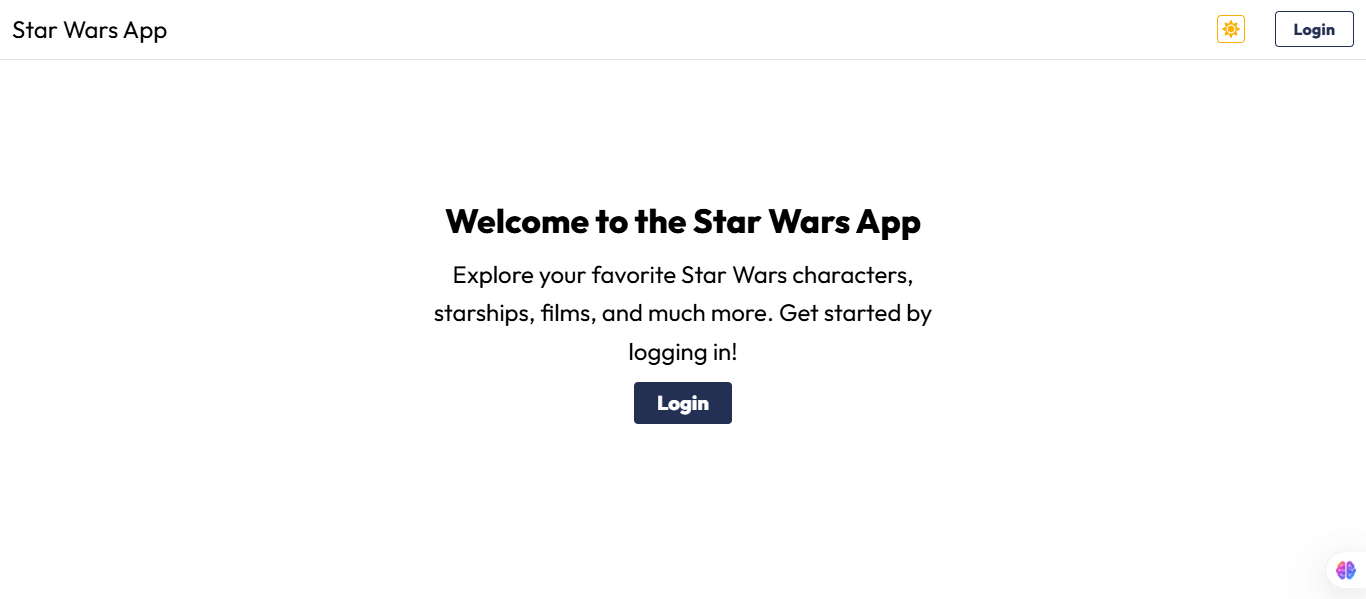 Star Wars App
Login
Welcome to the Star Wars App
Explore your favorite Star Wars characters,
starships, films, and much more. Get started by
logging in!
Login